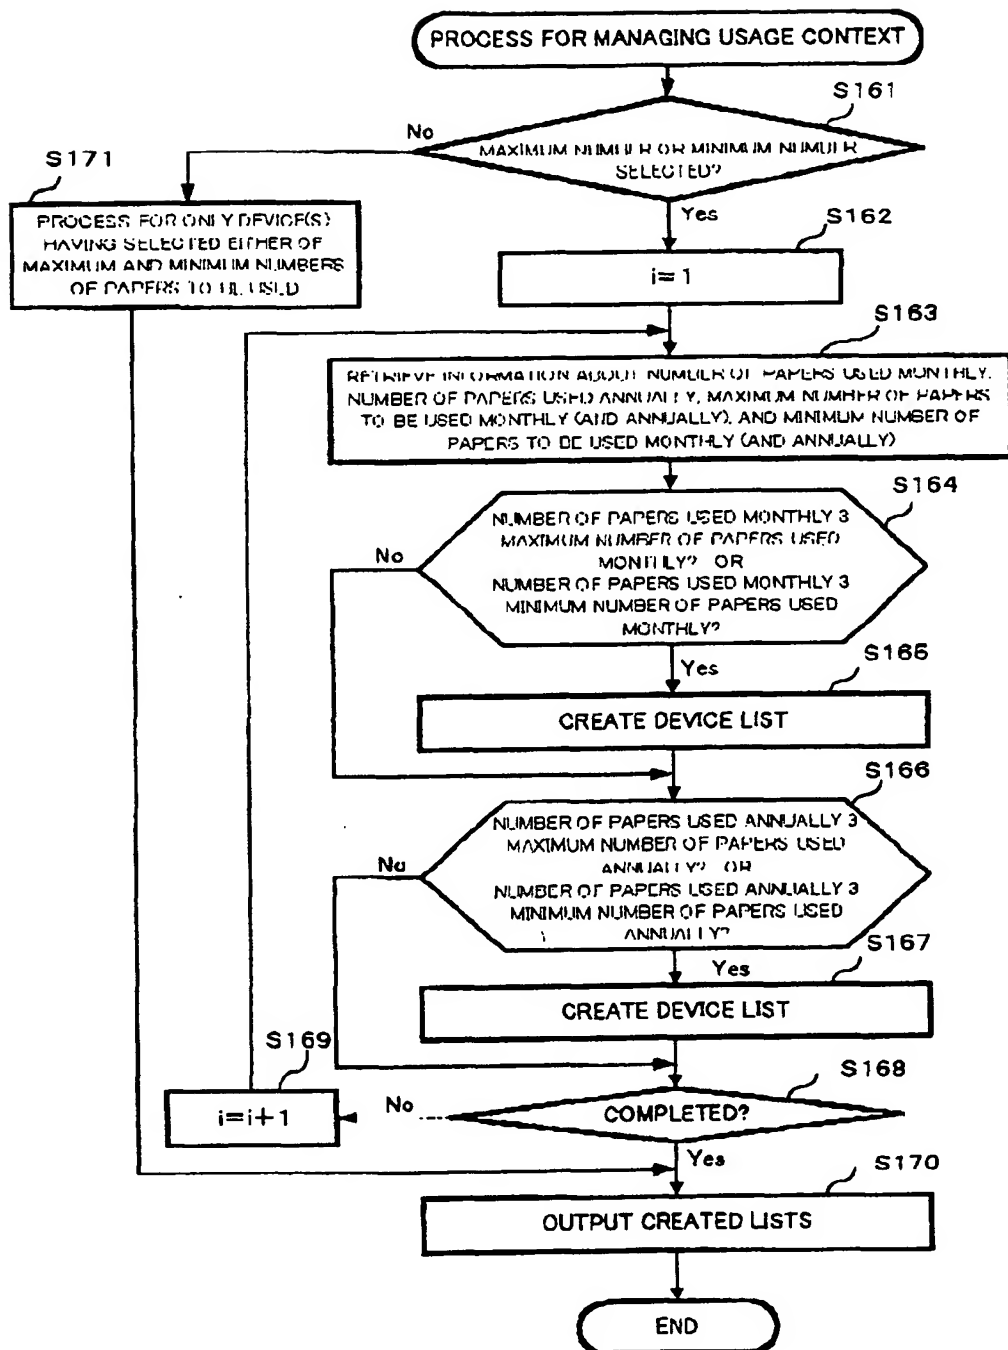 PROCESS FOR MANAGING USAGE CONTEXT
S161
No
MAXIMUM NUMBER OR MINIMUM NUMBER
SELECTED?
S171
Yes
S162
PROCESS FOR ONLY DEVICE(S)
HAVING SELECTED EITHER OF
MAXIMUM AND MINIMUM NUMBERS
OF PAPERS TO BE USED
i=1
S163
RETRIEVE INFORMATION ABOUT NUMBER OF PAPERS USED MONTHLY,
NUMBER OF PAPERS USED ANNUALLY, MAXIMUM NUMBER OF PAPERS
TO BE USED MONTHLY (AND ANNUALLY), AND MINIMUM NUMBER OF
PAPERS TO BE USED MONTHLY (AND ANNUALLY)
S164
No
NUMBER OF PAPERS USED MONTHLY 3
MAXIMUM NUMBER OF PAPERS USED
MONTHLY? OR
NUMBER OF PAPERS USED MONTHLY 3
MINIMUM NUMBER OF PAPERS USED
MONTHLY?
Yes
S165
CREATE DEVICE LIST
S166
No
NUMBER OF PAPERS USED ANNUALLY 3
MAXIMUM NUMBER OF PAPERS USED
ANNUALLY? OR
NUMBER OF PAPERS USED ANNUALLY 3
MINIMUM NUMBER OF PAPERS USED
ANNUALLY?
Yes
S167
CREATE DEVICE LIST
S169
S168
i=i+1
No
COMPLETED?
Yes
S170
OUTPUT CREATED LISTS
END